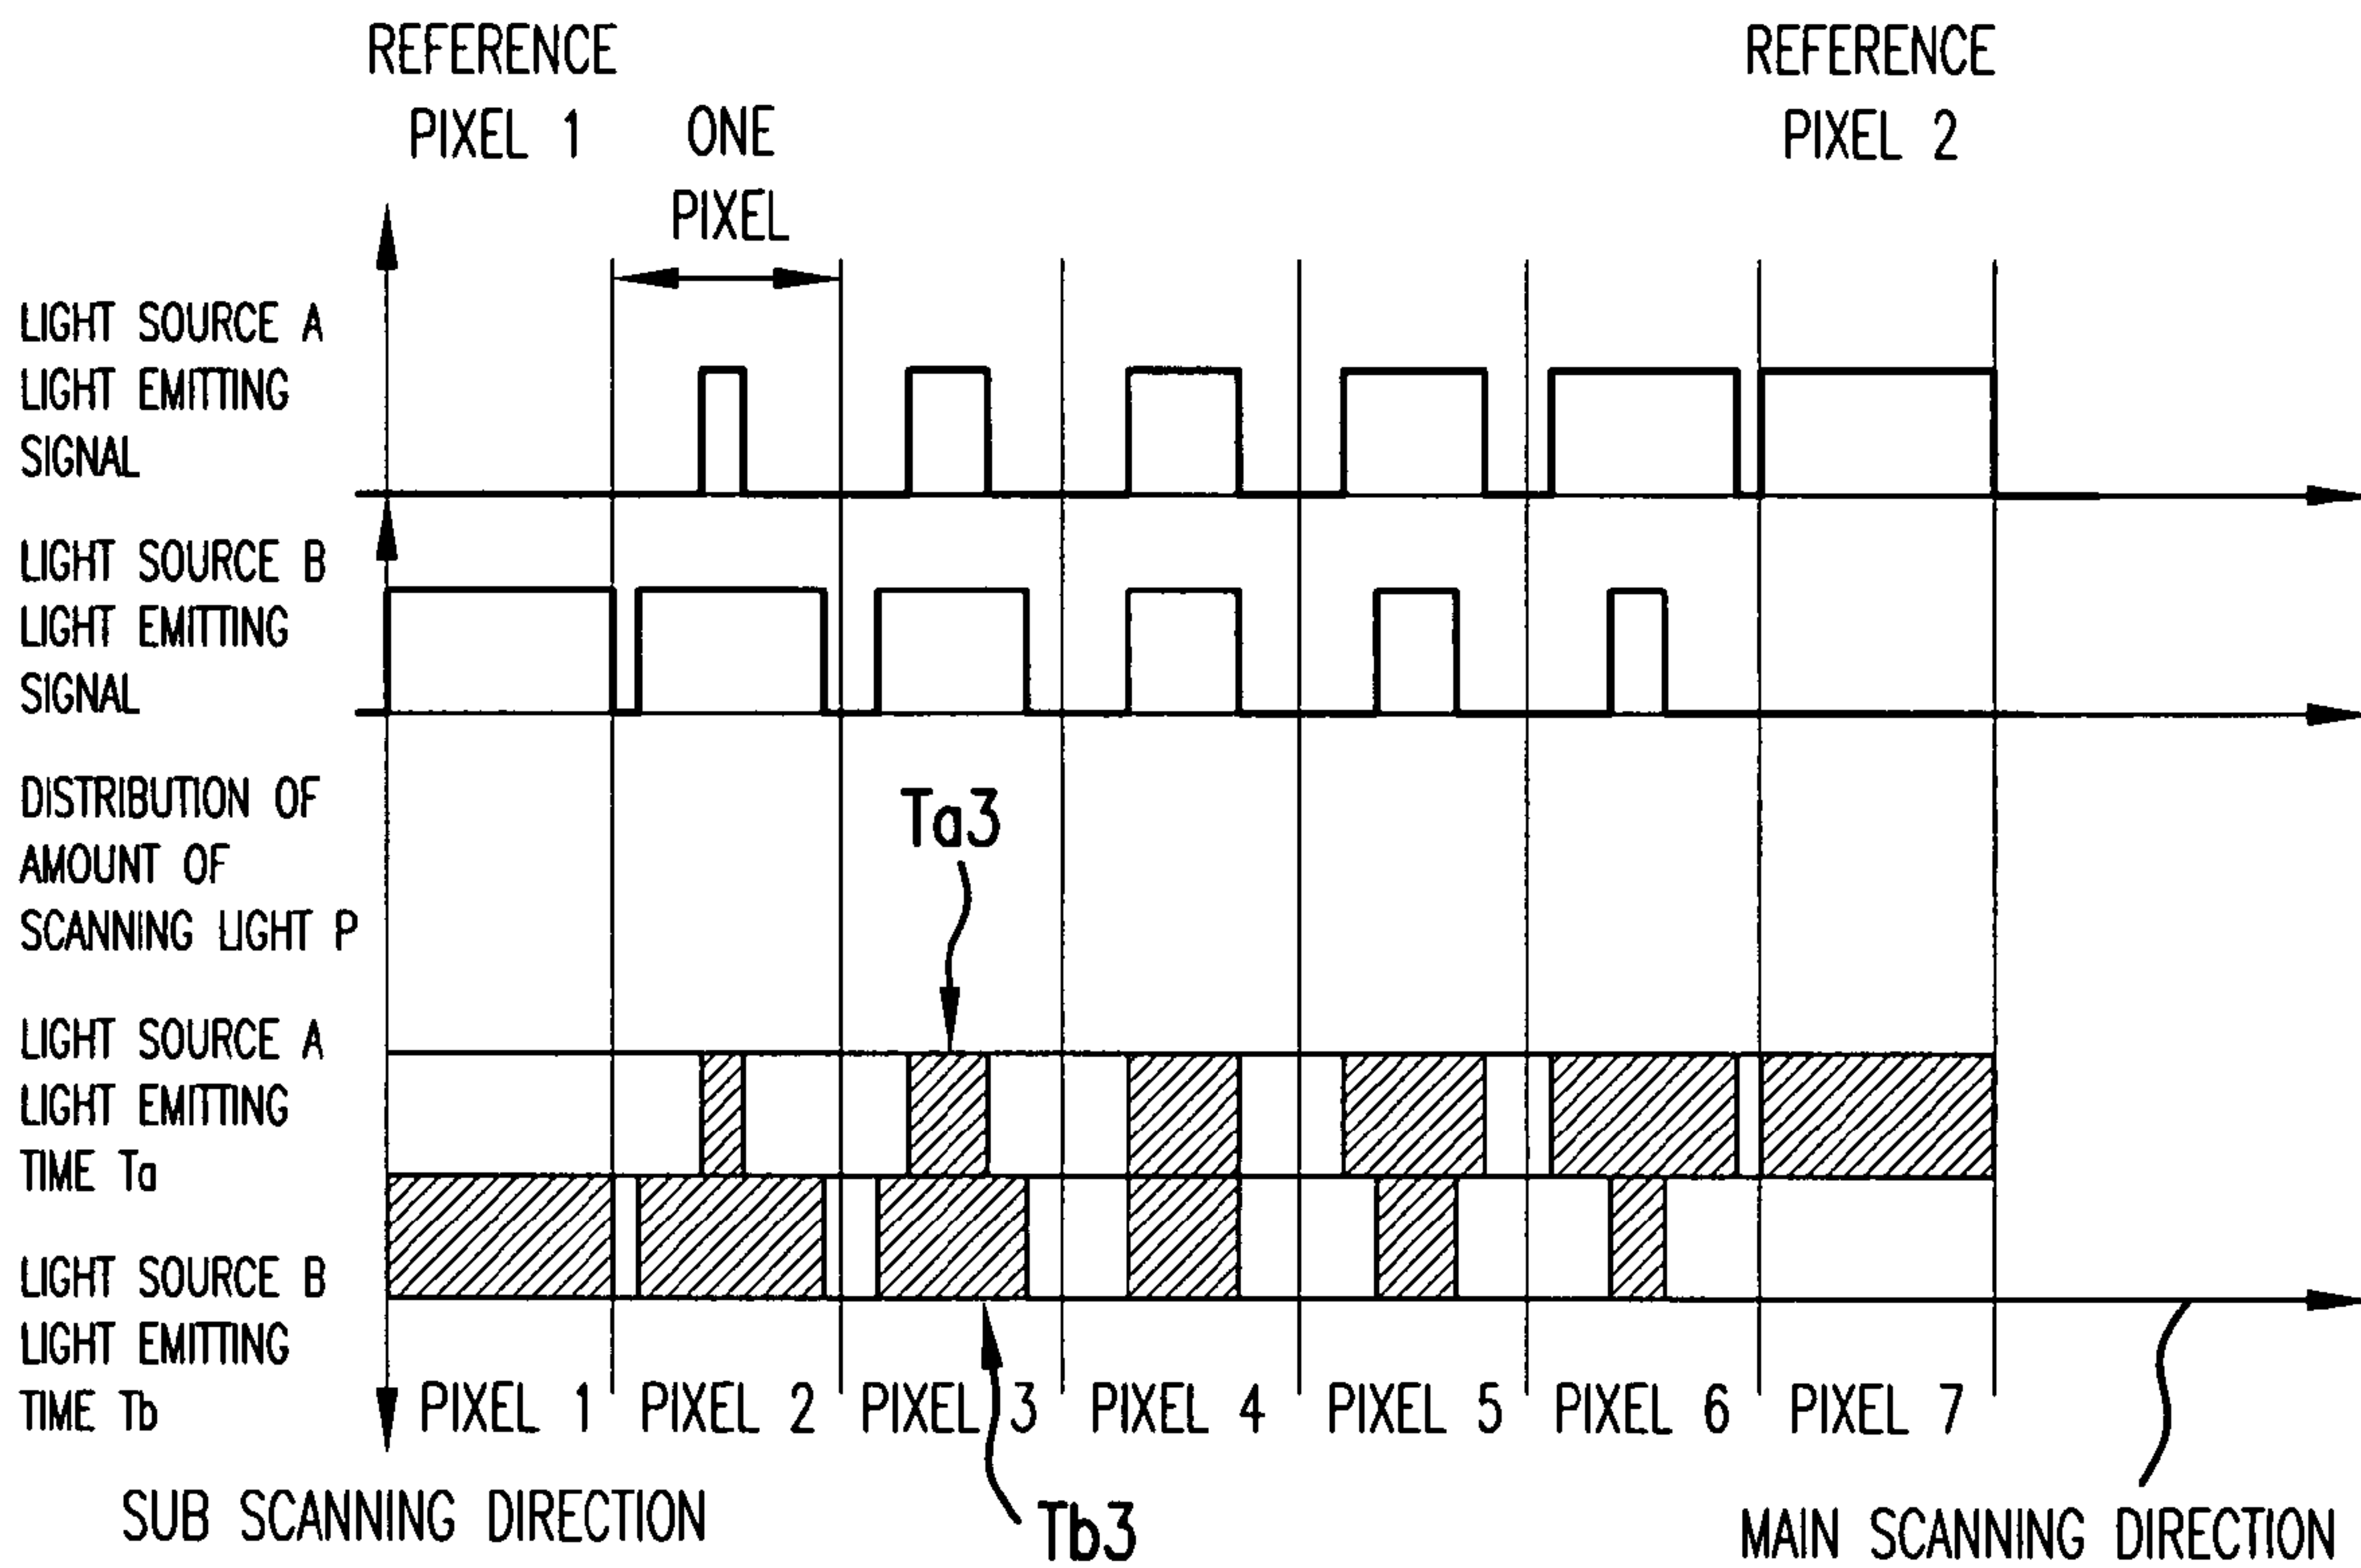 REFERENCE
PIXEL 1
ONE
PIXEL
REFERENCE
PIXEL 2
LIGHT SOURCE A
LIGHT EMITTING
SIGNAL
LIGHT SOURCE B
LIGHT EMITTING
SIGNAL
DISTRIBUTION OF
AMOUNT OF
SCANNING LIGHT P
Ta3
LIGHT SOURCE A
LIGHT EMITTING
TIME Ta
LIGHT SOURCE B
LIGHT EMITTING
TIME Tb
PIXEL 1 PIXEL 2 PIXEL 3 PIXEL 4 PIXEL 5 PIXEL 6 PIXEL 7
SUB SCANNING DIRECTION
Tb3
MAIN SCANNING DIRECTION